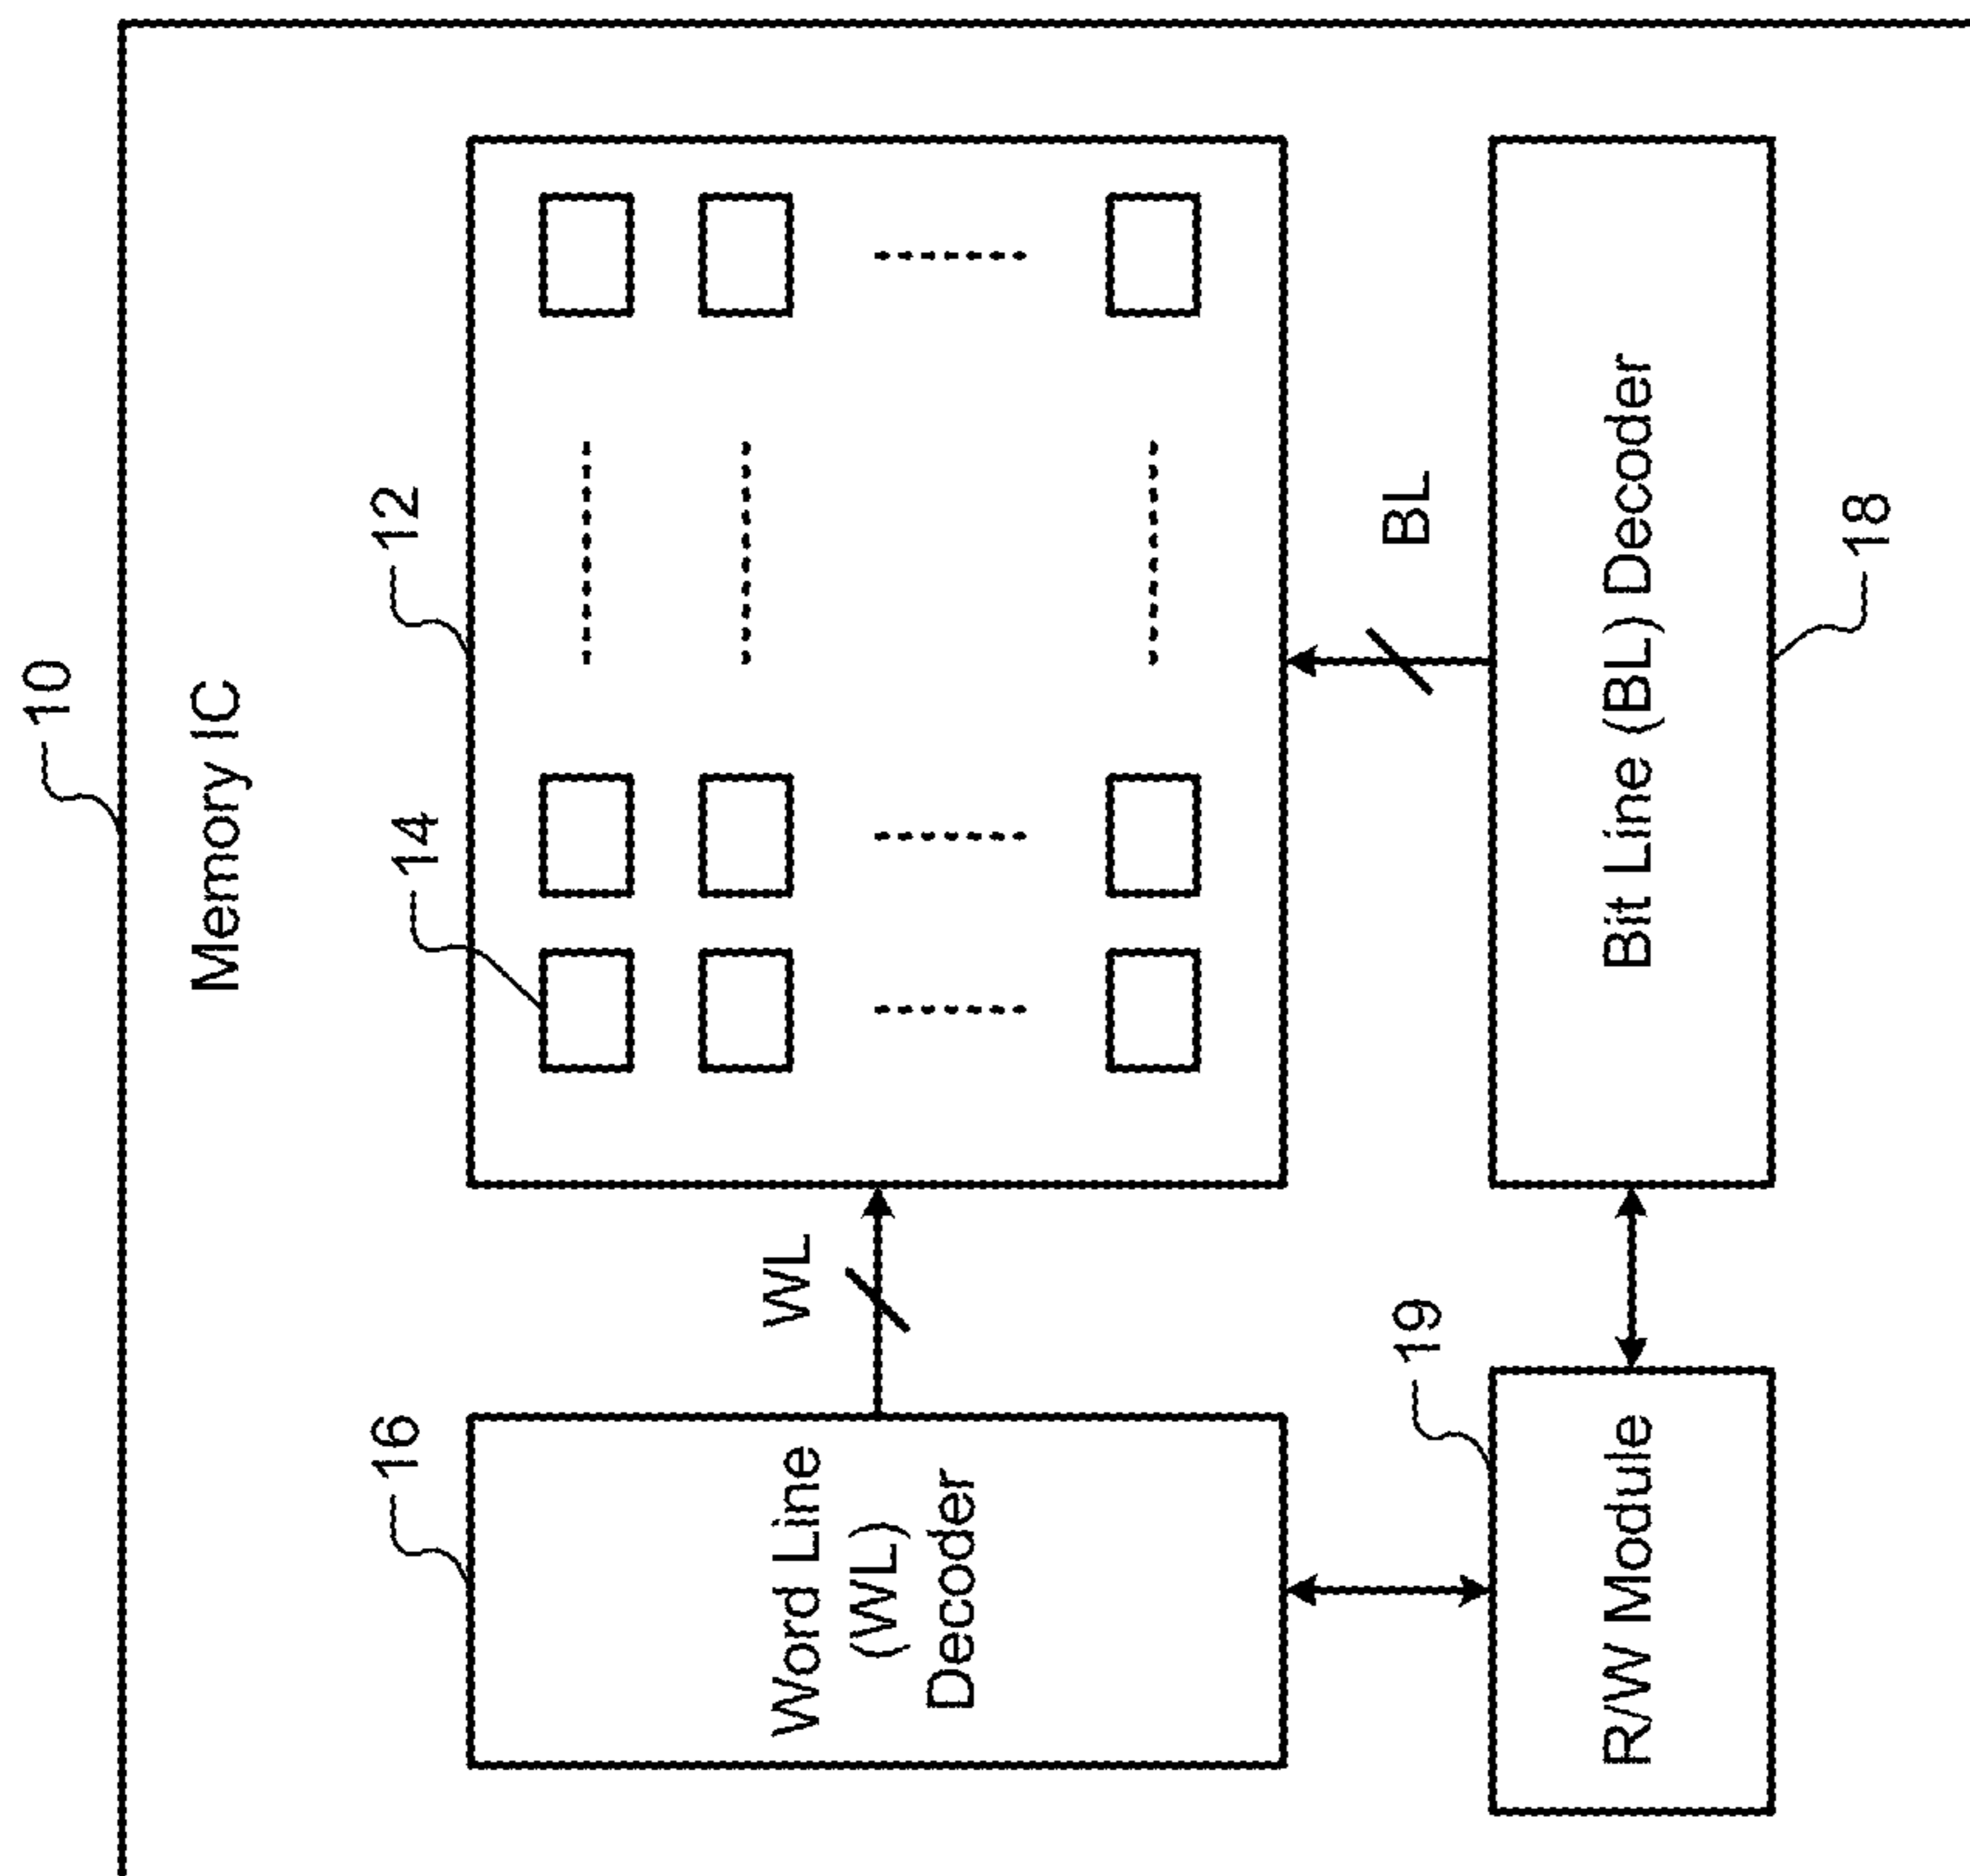 10
Memory IC
12
14
16
Word Line
(WL)
Decoder
WL
BL
19
R/W Module
Bit Line (BL) Decoder
18